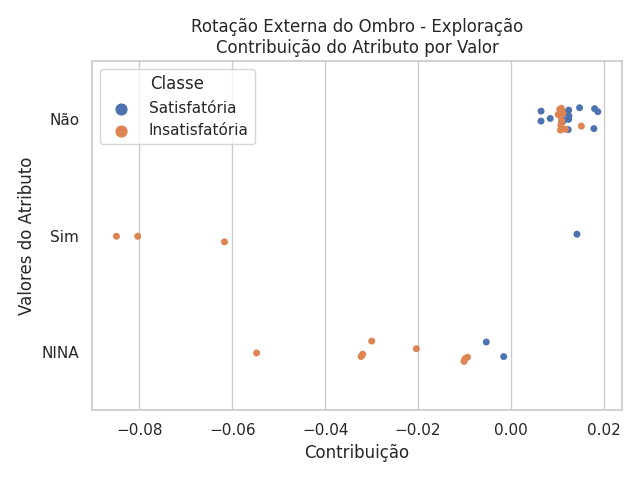 Rotação Externa do Ombro - Exploração
Contribuição do Atributo por Valor
Classe
Satisfatória
Insatisfatória
Valores do Atributo
Não
Sim
NINA
−0.08 −0.06 −0.04 −0.02 0.00 0.02
Contribuição